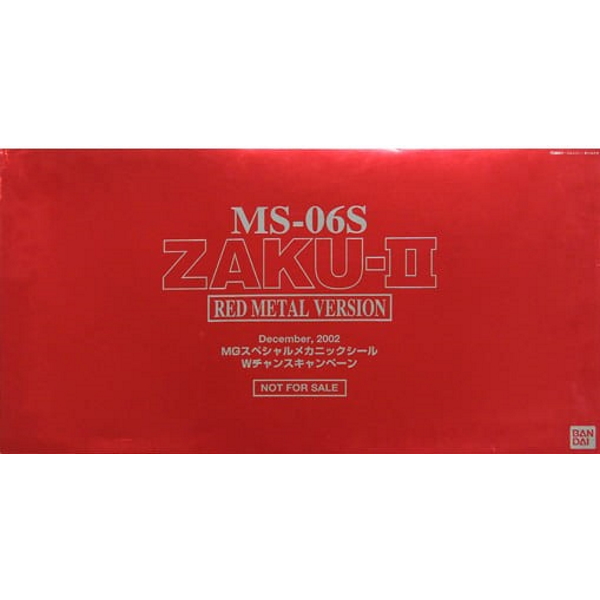 MS-06S
ZAKU-II
RED METAL VERSION
December, 2002
MGスペシャルメカニックシール
Wチャンスキャンペーン
NOT FOR SALE
BAN
DAI